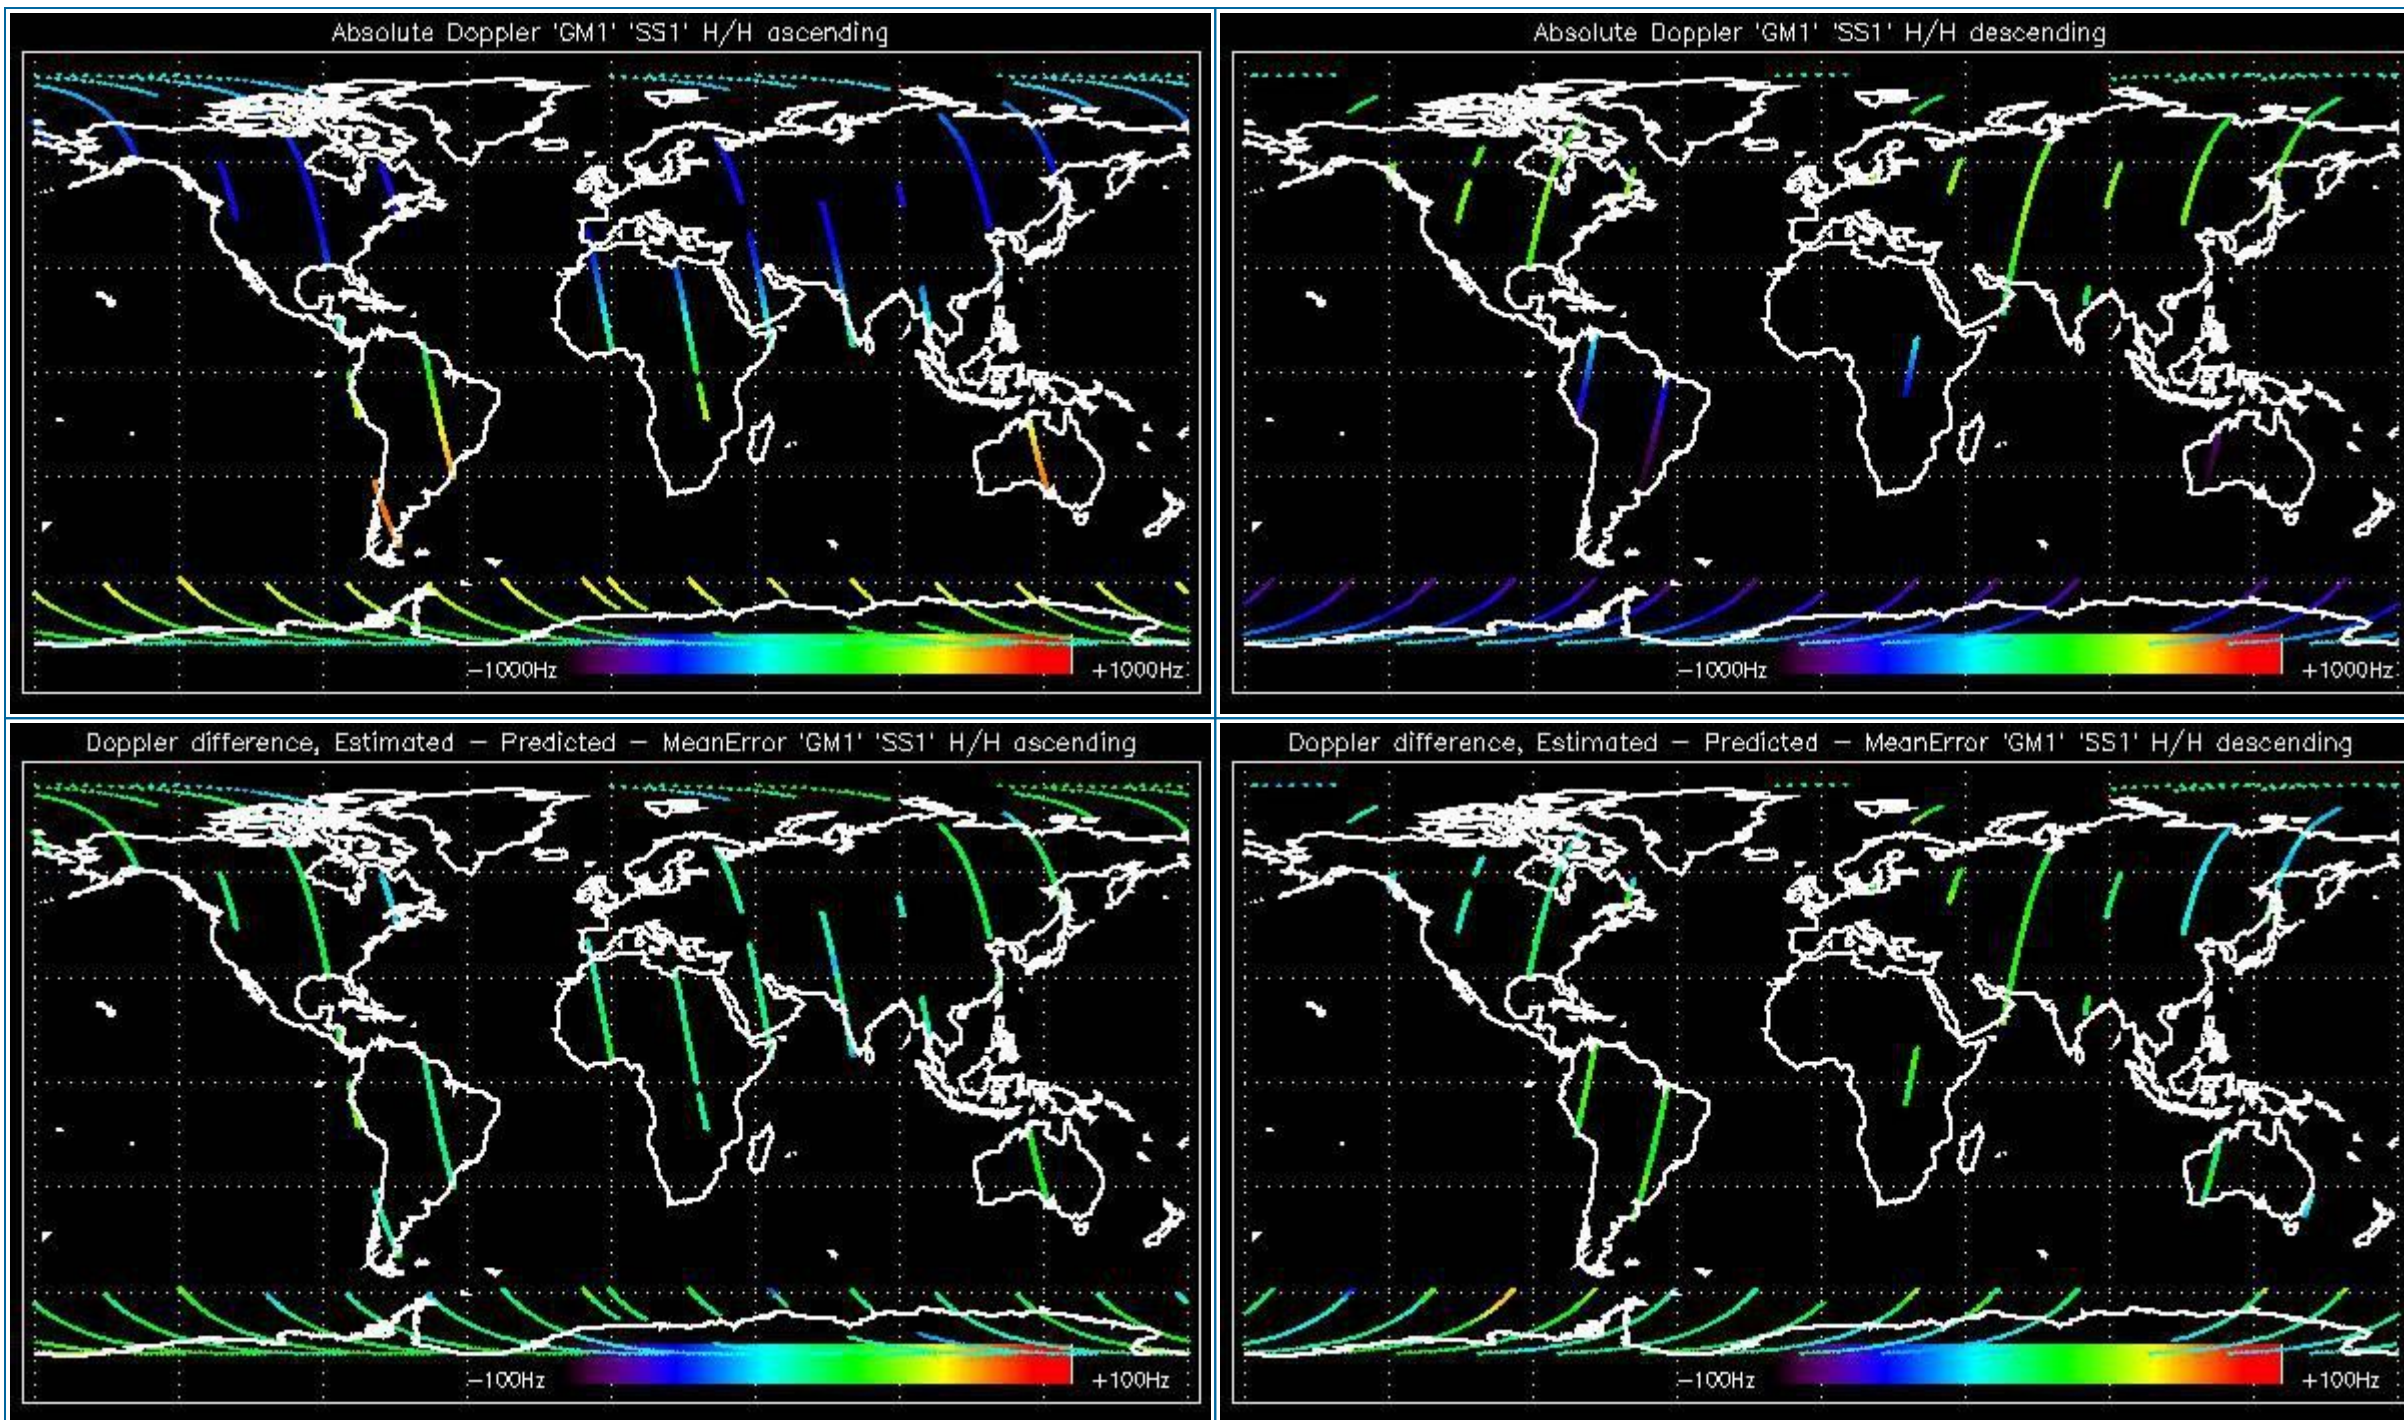 Absolute Doppler 'GM1' 'SS1' H/H ascending
−1000Hz
+1000Hz
Absolute Doppler 'GM1' 'SS1' H/H descending
−1000Hz
+1000Hz
Doppler difference, Estimated − Predicted − MeanError 'GM1' 'SS1' H/H ascending
−100Hz
+100Hz
Doppler difference, Estimated − Predicted − MeanError 'GM1' 'SS1' H/H descending
−100Hz
+100Hz